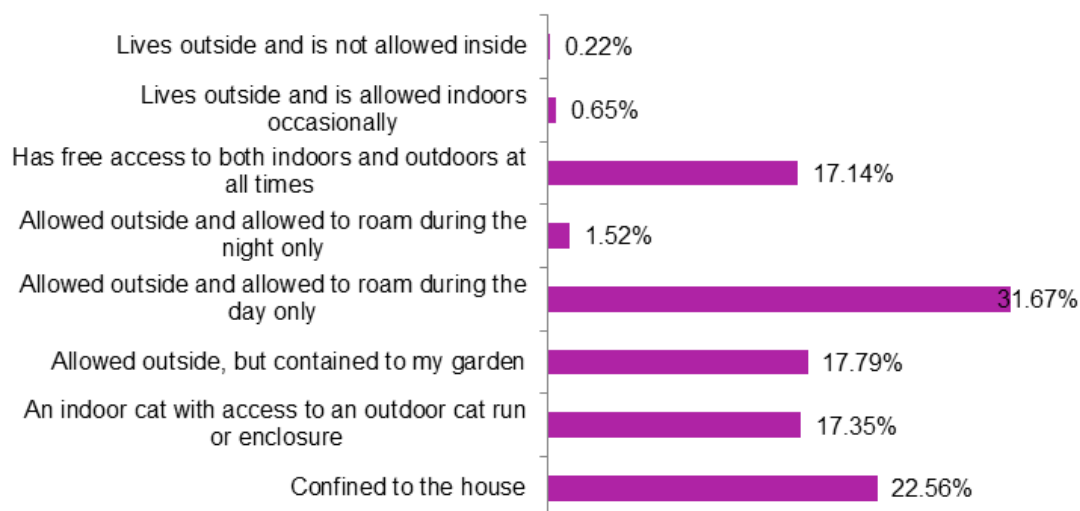 Lives outside and is not allowed inside
0.22%
Lives outside and is allowed indoors
occasionally
0.65%
Has free access to both indoors and outdoors at
all times
17.14%
Allowed outside and allowed to roam during the
night only
1.52%
Allowed outside and allowed to roam during the
day only
31.67%
Allowed outside, but contained to my garden
17.79%
An indoor cat with access to an outdoor cat run
or enclosure
17.35%
Confined to the house
22.56%